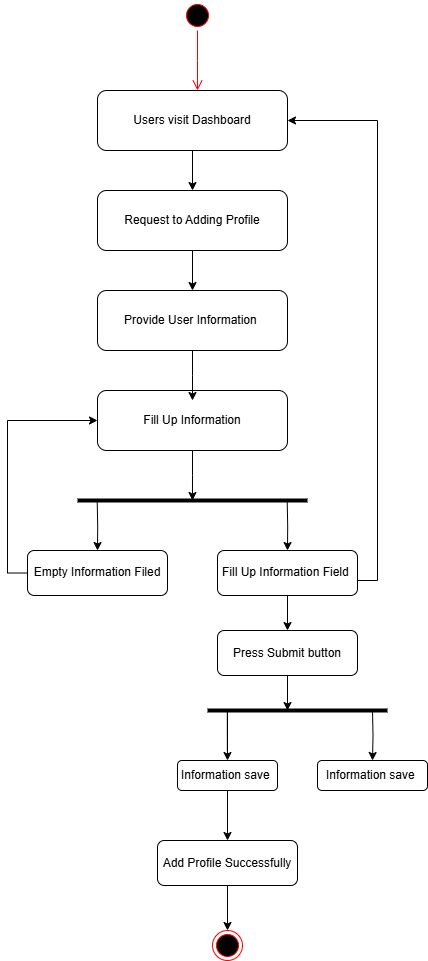 Users visit Dashboard
Request to Adding Profile
Provide User Information
Fill Up Information
Empty Information Filed
Fill Up Information Field
Press Submit button
Information save
Information save
Add Profile Successfully